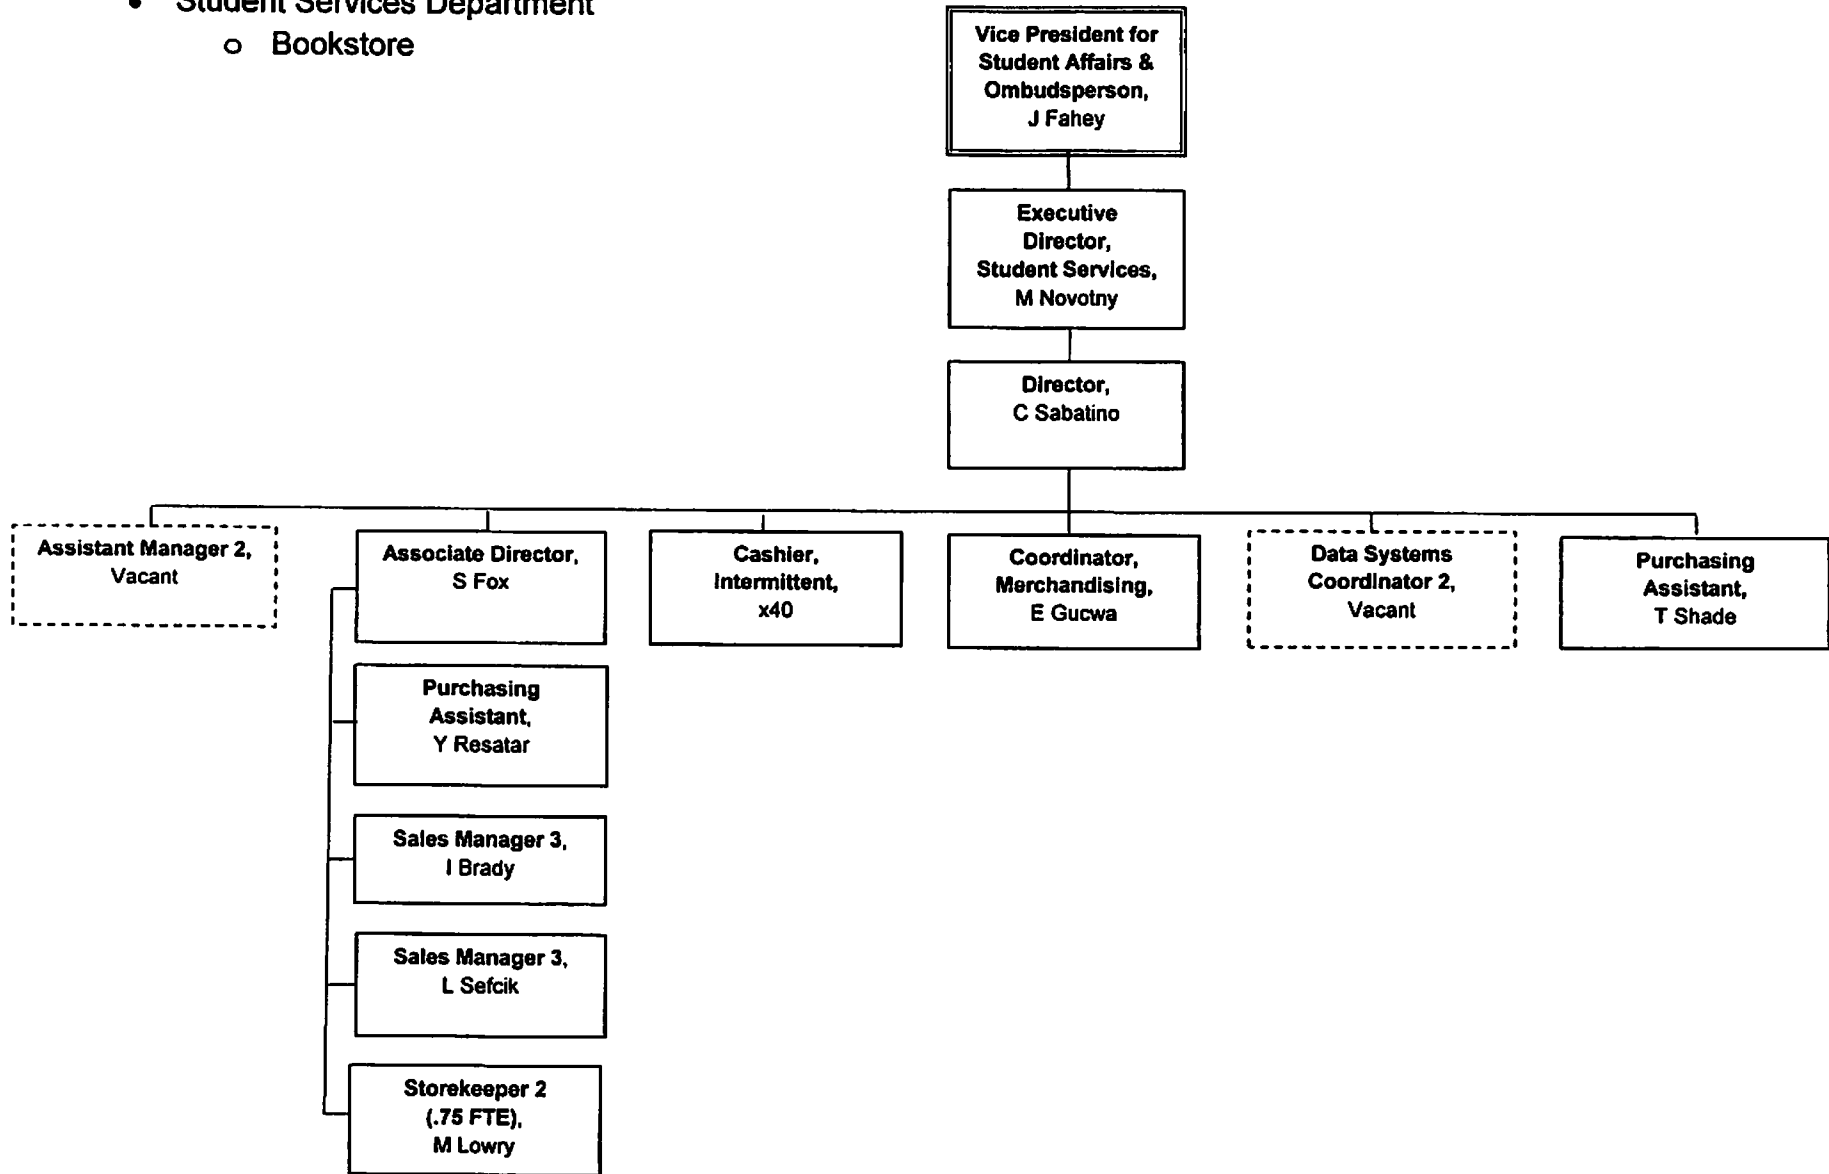 • Student Services Department
o Bookstore
Vice President for
Student Affairs &
Ombudsperson,
J Fahey
Executive
Director,
Student Services,
M Novotny
Director,
C Sabatino
Assistant Manager 2,
Vacant
Associate Director,
S Fox
Cashier,
Intermittent,
x40
Coordinator,
Merchandising,
E Gucwa
Data Systems
Coordinator 2,
Vacant
Purchasing
Assistant,
T Shade
Purchasing
Assistant,
Y Resatar
Sales Manager 3,
I Brady
Sales Manager 3,
L Sefcik
Storekeeper 2
(.75 FTE),
M Lowry